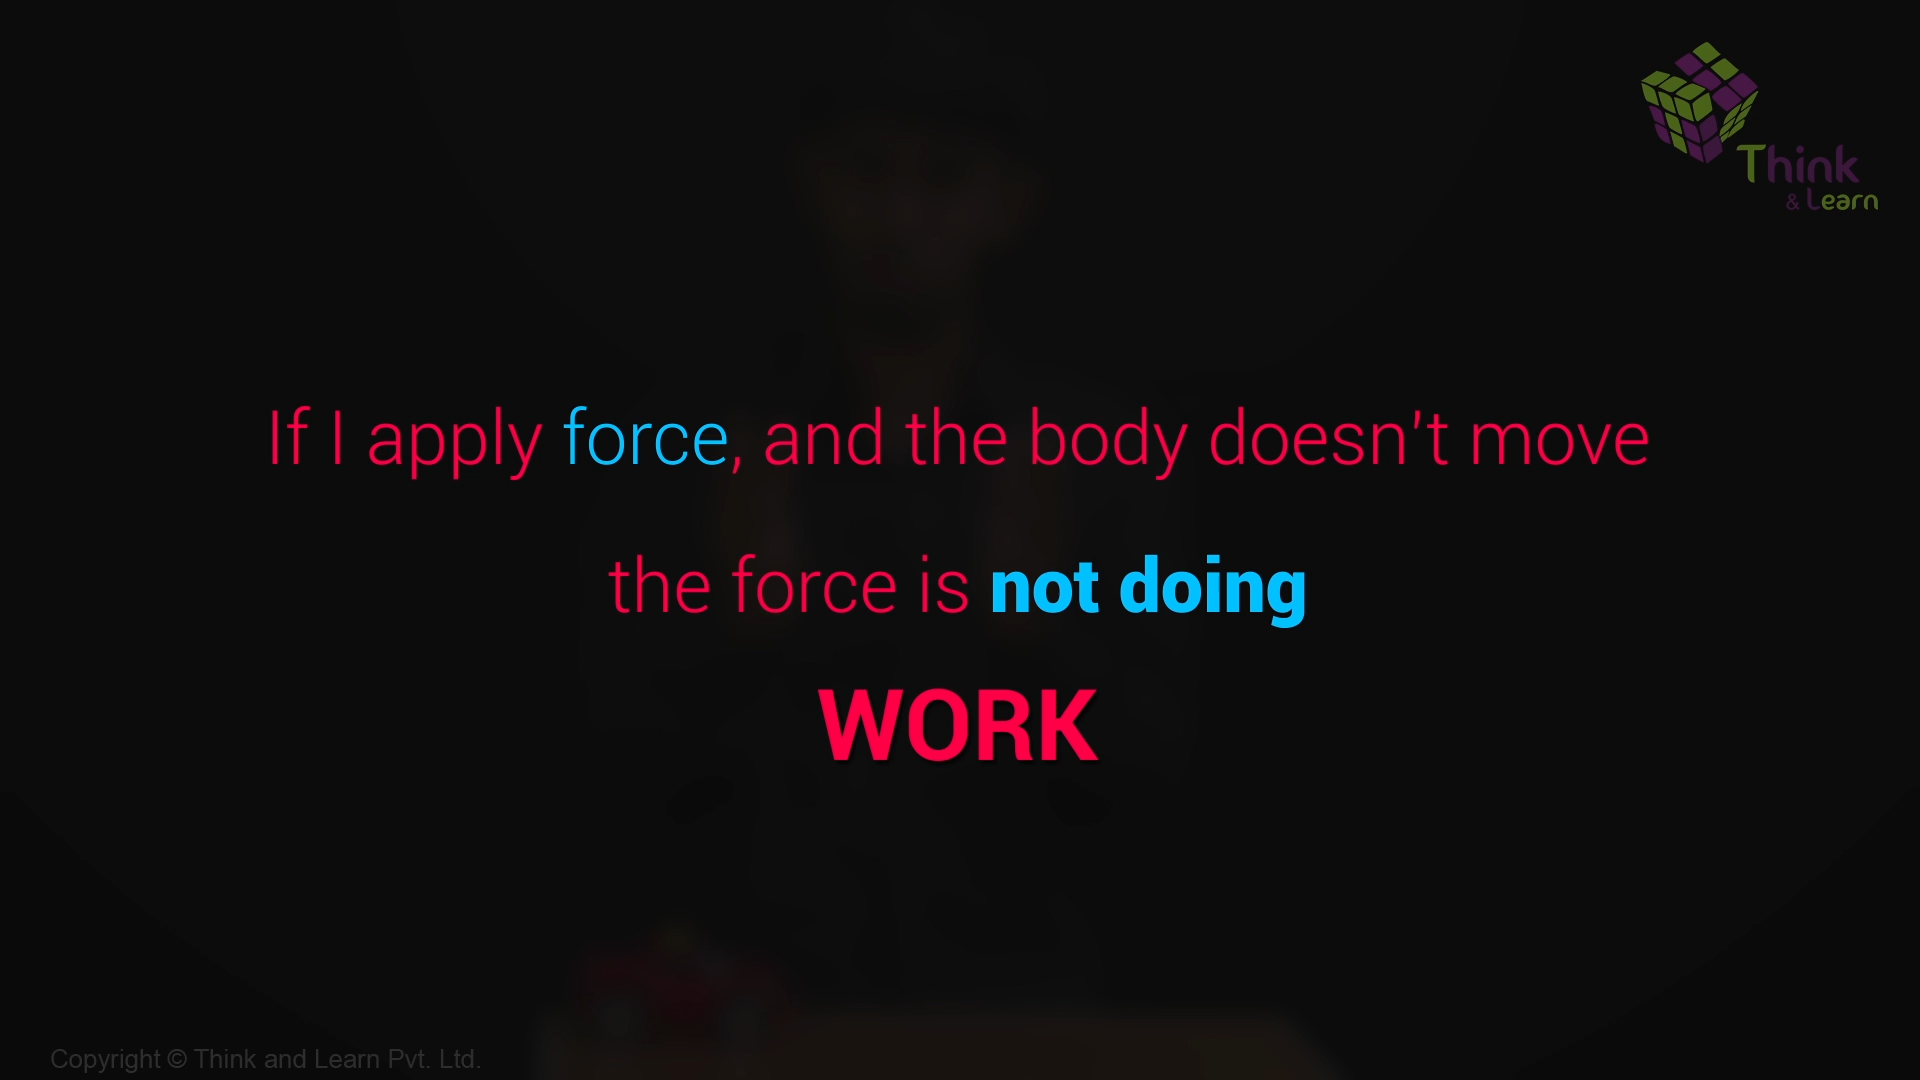 Think
& Learn
If I apply force, and the body doesn't move
the force is not doing
WORK
Copyright © Think and Learn Pvt. Ltd.